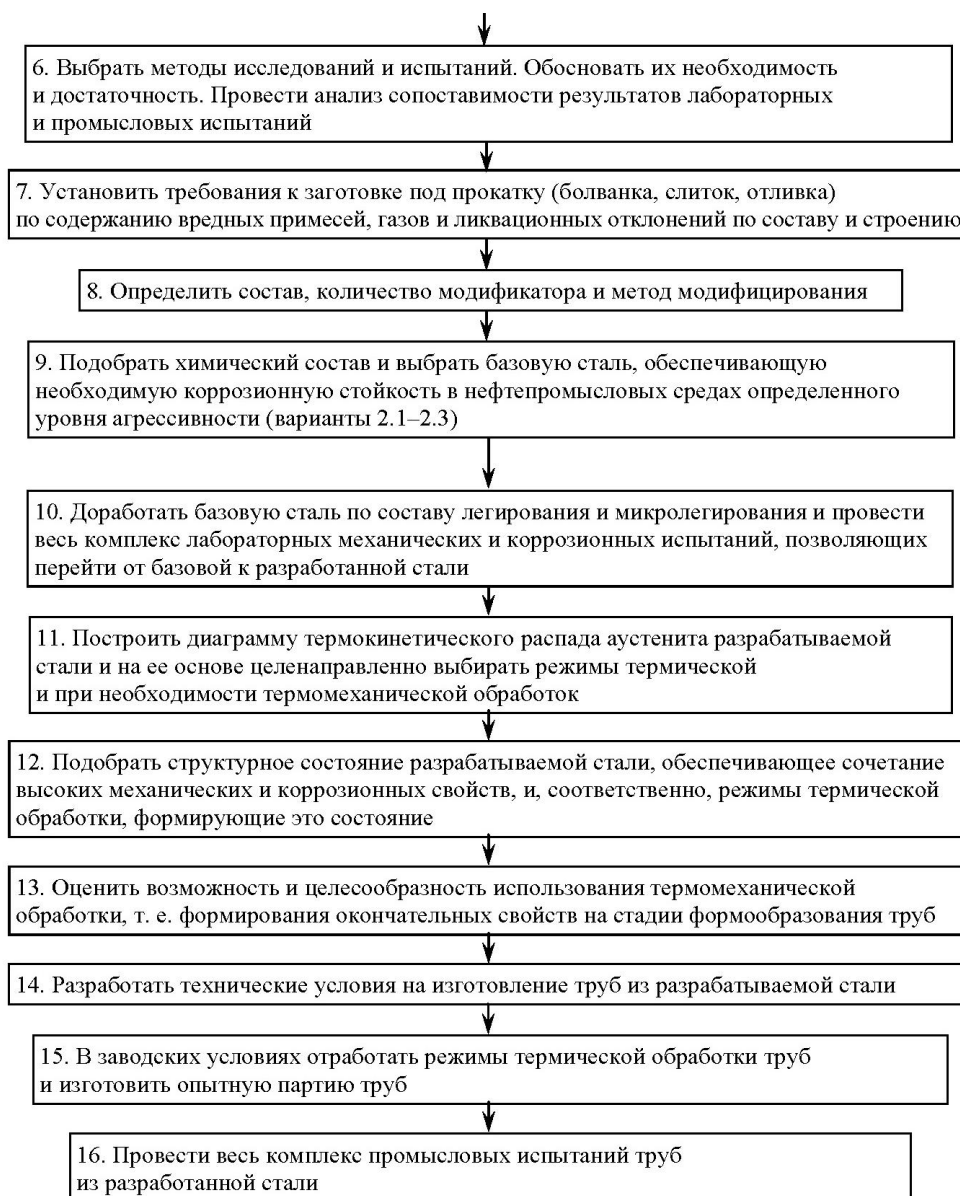 6. Выбрать методы исследований и испытаний. Обосновать их необходимость
и достаточность. Провести анализ сопоставимости результатов лабораторных
и промысловых испытаний
7. Установить требования к заготовке под прокатку (болванка, слиток, отливка)
по содержанию вредных примесей, газов и ликвационных отклонений по составу и строению
8. Определить состав, количество модификатора и метод модифицирования
9. Подобрать химический состав и выбрать базовую сталь, обеспечивающую
необходимую коррозионную стойкость в нефтепромысловых средах определенного
уровня агрессивности (варианты 2.1–2.3)
10. Доработать базовую сталь по составу легирования и микролегирования и провести
весь комплекс лабораторных механических и коррозионных испытаний, позволяющих
перейти от базовой к разработанной стали
11. Построить диаграмму термокинетического распада аустенита разрабатываемой
стали и на ее основе целенаправленно выбирать режимы термической
и при необходимости термомеханической обработок
12. Подобрать структурное состояние разрабатываемой стали, обеспечивающее сочетание
высоких механических и коррозионных свойств, и, соответственно, режимы термической
обработки, формирующие это состояние
13. Оценить возможность и целесообразность использования термомеханической
обработки, т. е. формирования окончательных свойств на стадии формообразования труб
14. Разработать технические условия на изготовление труб из разрабатываемой стали
15. В заводских условиях отработать режимы термической обработки труб
и изготовить опытную партию труб
16. Провести весь комплекс промысловых испытаний труб
из разработанной стали